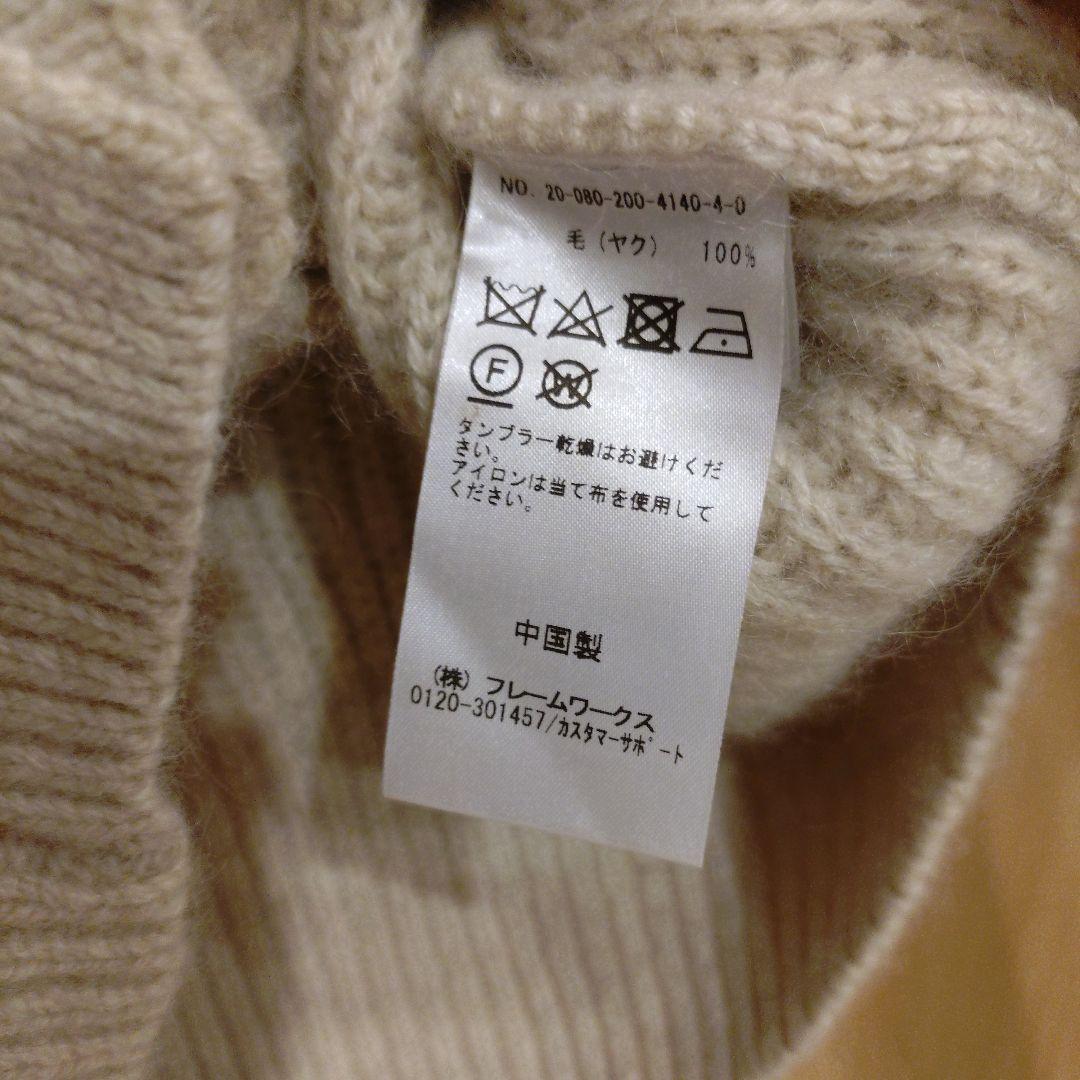 NO. 20-080-200-4140-4-0
毛(ヤク) 100%
F W
タンブラー乾燥はお避けくだ
さい。
アイロンは当て布を使用して
ください。
中国製
(株)フレームワークス
0120-301457/カスタマーサポート